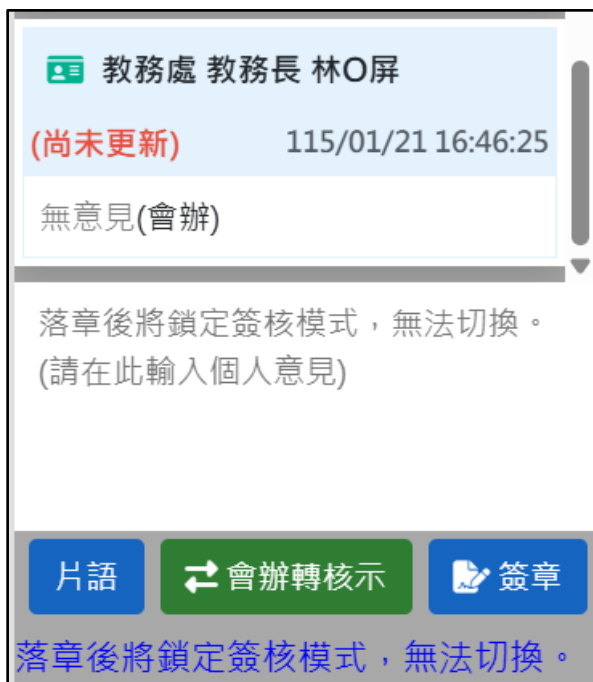 教務處 教務長 林O屏
(尚未更新) 115/01/21 16:46:25
無意見(會辦)
落章後將鎖定簽核模式，無法切換。
(請在此輸入個人意見)
片語 會辦轉核示 簽章
落章後將鎖定簽核模式，無法切換。